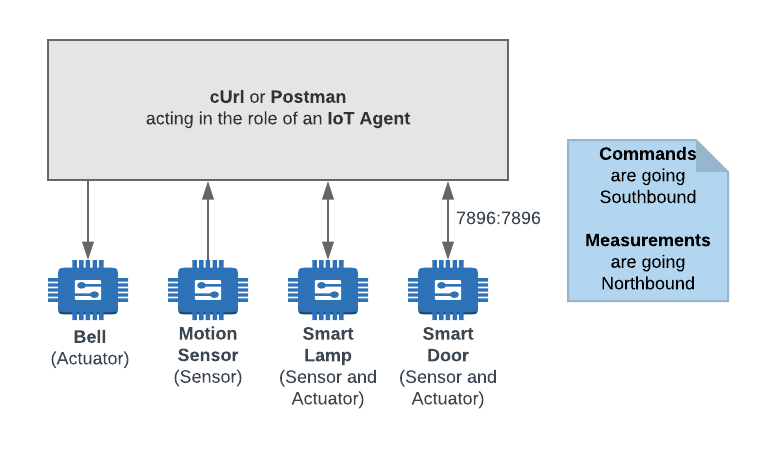 cUrl or Postman
acting in the role of an IoT Agent
7896:7896
Bell
(Actuator)
Motion
Sensor
(Sensor)
Smart
Lamp
(Sensor and
Actuator)
Smart
Door
(Sensor and
Actuator)
Commands
are going
Southbound
Measurements
are going
Northbound